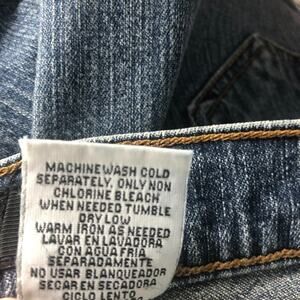 MACHINE WASH COLD
SEPARATELY, ONLY NON
CHLORINE BLEACH
WHEN NEEDED TUMBLE
DRY LOW
WARM IRON AS NEEDED
LAVAR EN LAVADORA
CON AGUA FRIA
SEPARADAMENTE
NO USAR BLANQUEADOR
SECAR EN SECADORA
CICLO LENTO